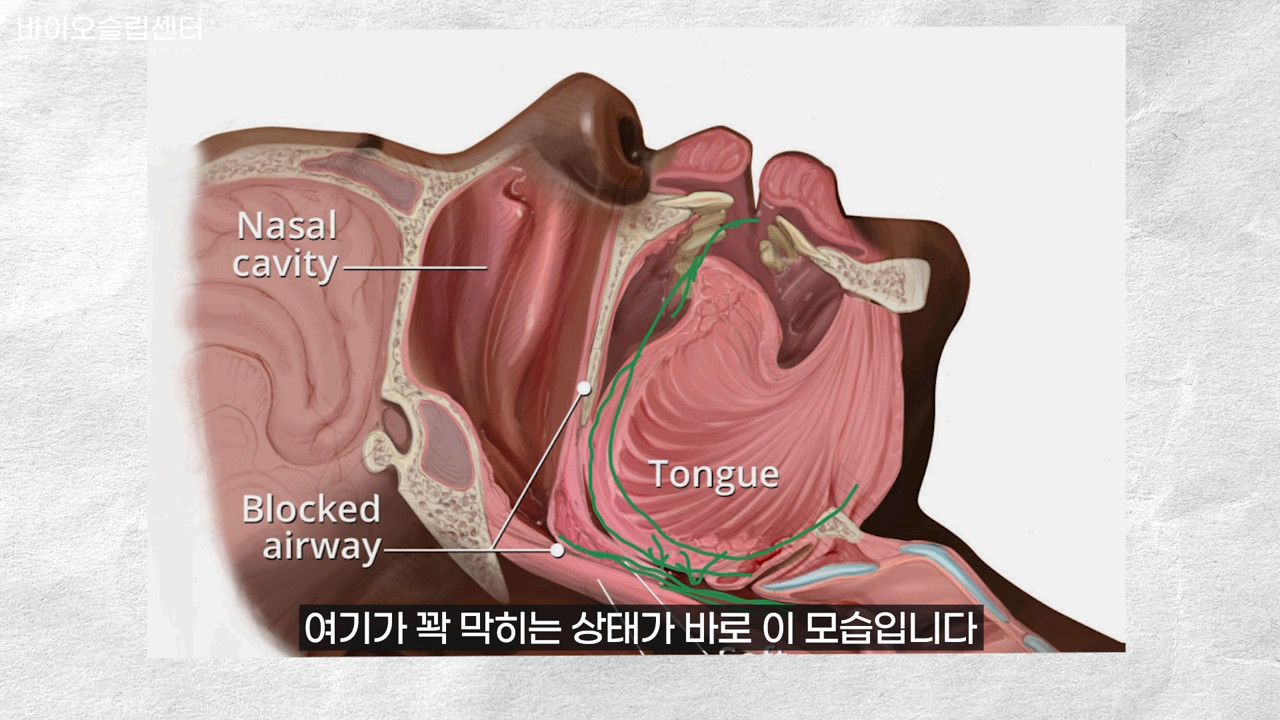 바이오슬립센터
Nasal
cavity
Tongue
Blocked
airway
여기가 꽉 막히는 상태가 바로 이 모습입니다